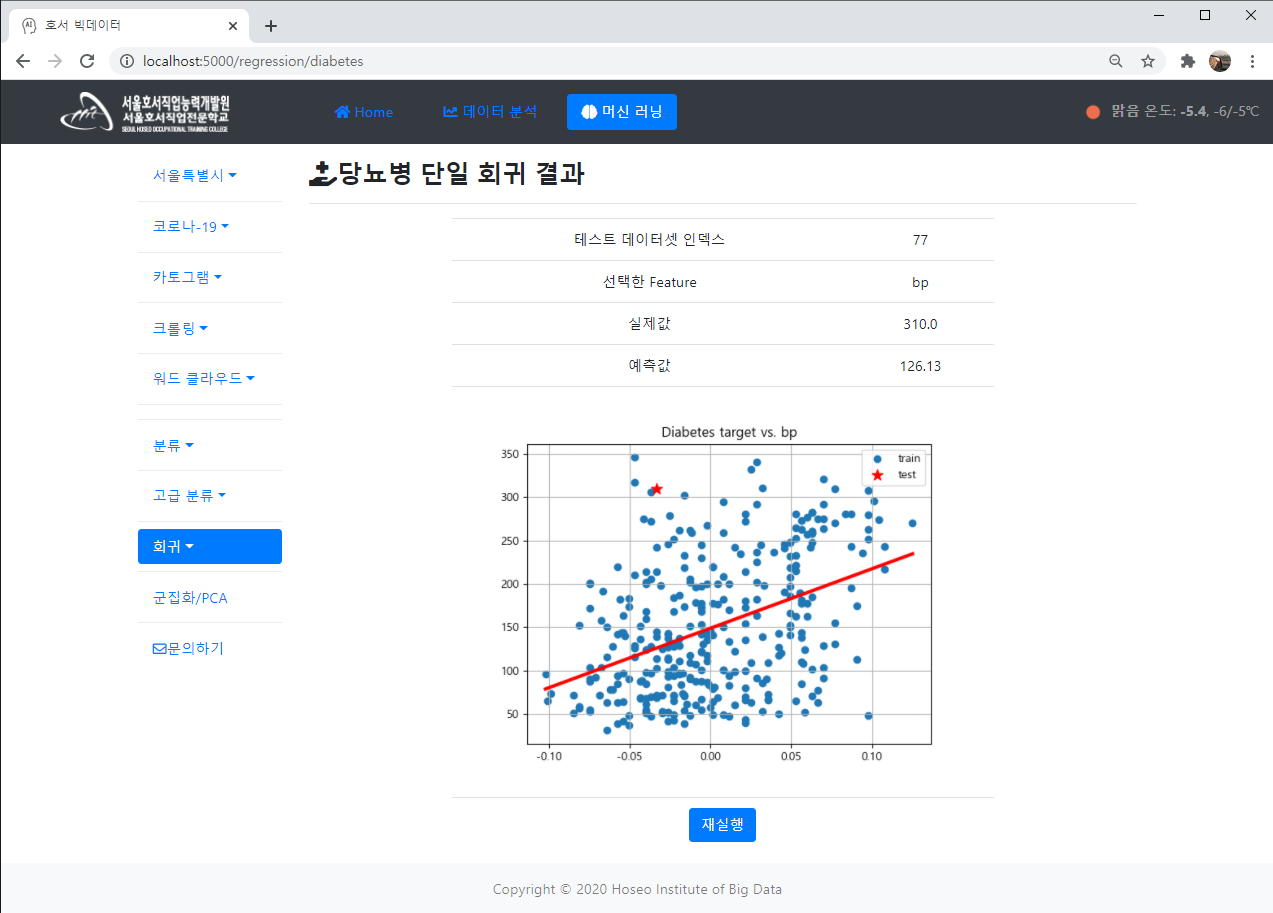 호서 빅데이터
localhost:5000/regression/diabetes
서울호서직업능력개발원
서울호서직업전문학교
SEOUL HOSEO OCCUPATIONAL TRAINING COLLEGE
Home
데이터 분석
머신 러닝
맑음 온도: -5.4, -6/-5℃
서울특별시
코로나-19
카토그램
크롤링
워드 클라우드
분류
고급 분류
회귀
군집화/PCA
문의하기
당뇨병 단일 회귀 결과
테스트 데이터셋 인덱스 77
선택한 Feature bp
실제값 310.0
예측값 126.13
Diabetes target vs. bp
train
test
350
300
250
200
150
100
50
-0.10 -0.05 0.00 0.05 0.10
재실행
Copyright © 2020 Hoseo Institute of Big Data